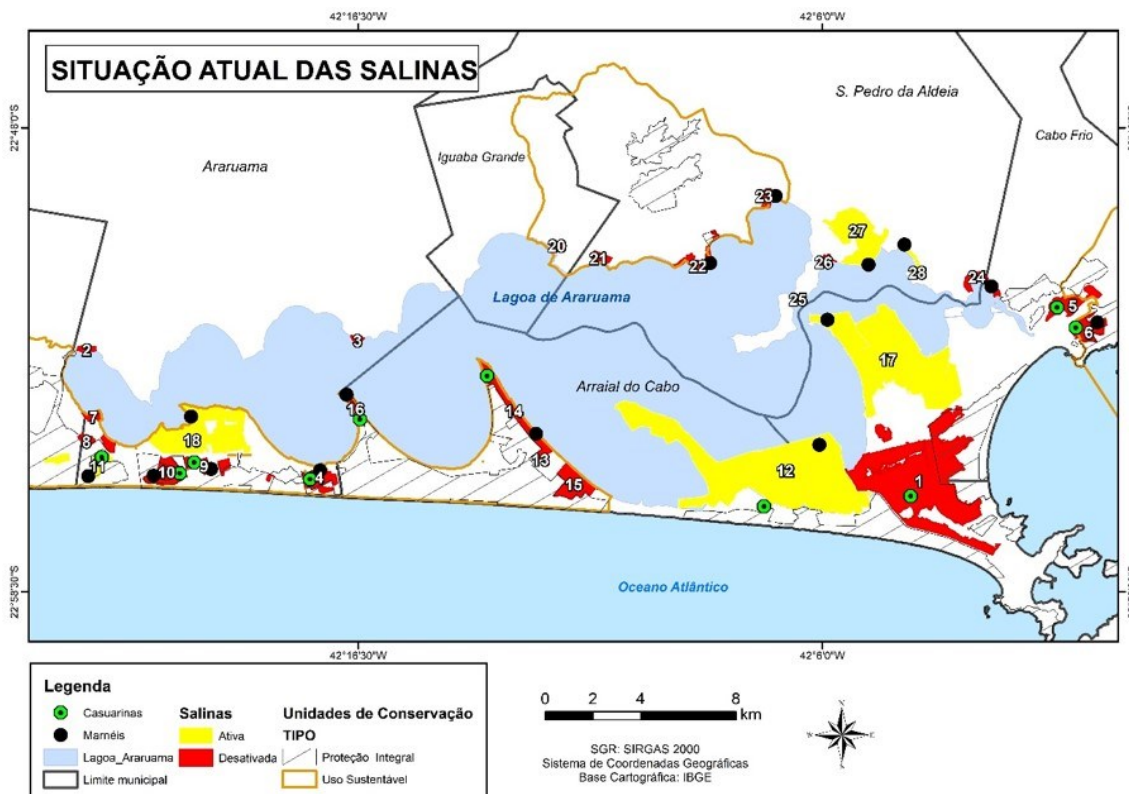 42°16'30"W
42°6'0"W
SITUAÇÃO ATUAL DAS SALINAS
S. Pedro da Aldeia
22°48'0"S
Cabo Frio
Iguaba Grande
Araruama
23
27
20
21
22
26
28
24
Lagoa de Araruama
25
5
6
3
2
17
Arraial do Cabo
16
14
7
18
8
13
12
11
10
9
4
15
1
Oceano Atlântico
22°58'30"S
42°16'30"W
42°6'0"W
Legenda
Casuarinas
Marnéis
Lagoa_Araruama
Limite municipal
Salinas
Ativa
Desativada
Unidades de Conservação
TIPO
Proteção Integral
Uso Sustentável
0 2 4 8
km
SGR: SIRGAS 2000
Sistema de Coordenadas Geográficas
Base Cartográfica: IBGE
N